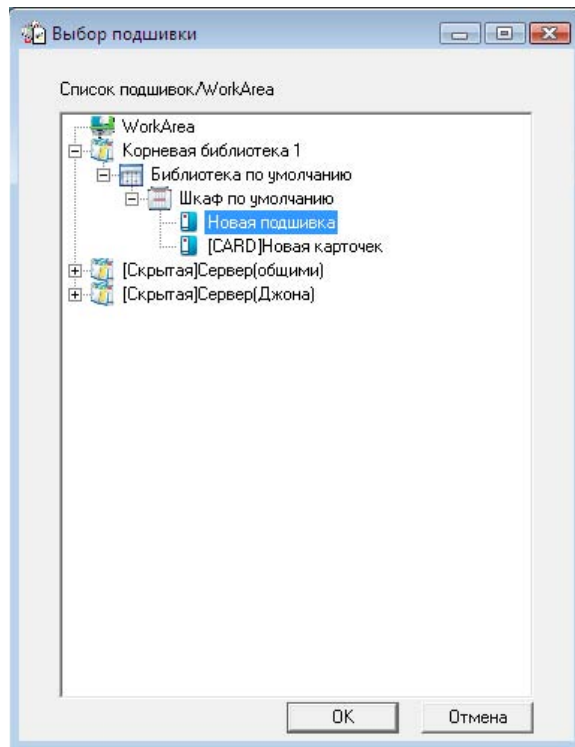 Выбор подшивки
Список подшивок/WorkArea
WorkArea
Корневая библиотека 1
Библиотека по умолчанию
Шкаф по умолчанию
Новая подшивка
[CARD]Новая карточек
[Скрытая]Сервер(общими)
[Скрытая]Сервер(Джона)
OK
Отмена